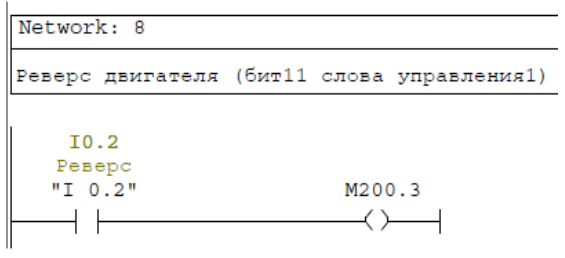 Network: 8
Реверс двигателя (бит11 слова управления1)
I0.2
Реверс
"I 0.2"
M200.3